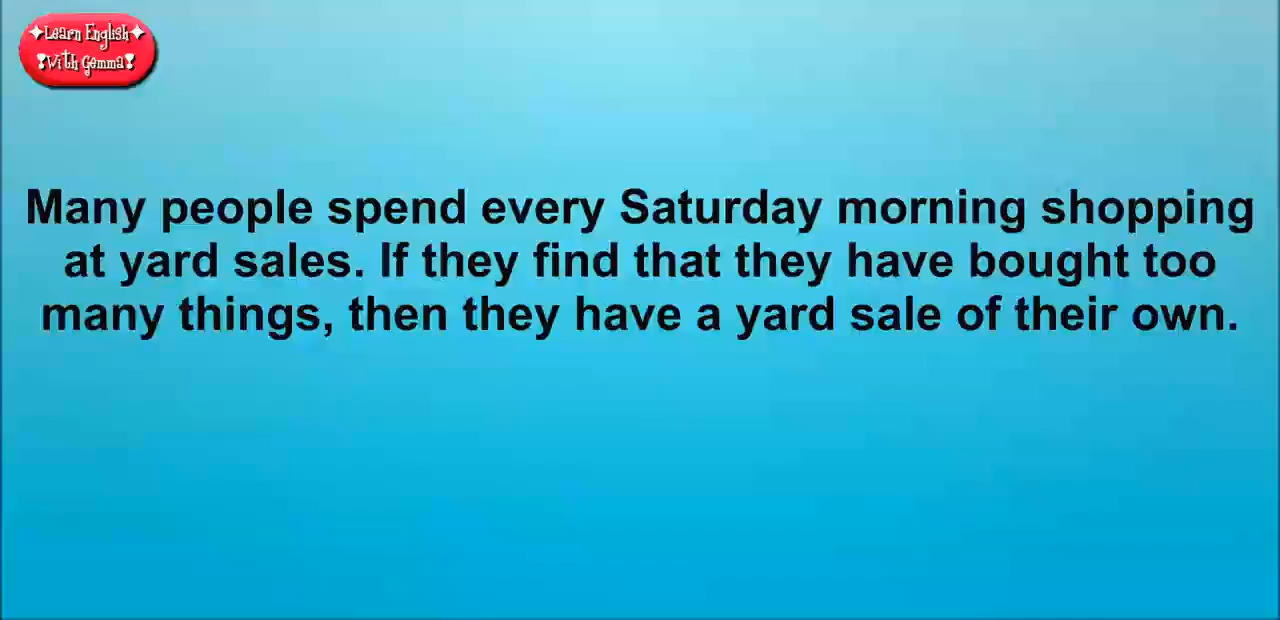 ✦Learn English✦
❣With Gemma❣
Many people spend every Saturday morning shopping
at yard sales. If they find that they have bought too
many things, then they have a yard sale of their own.